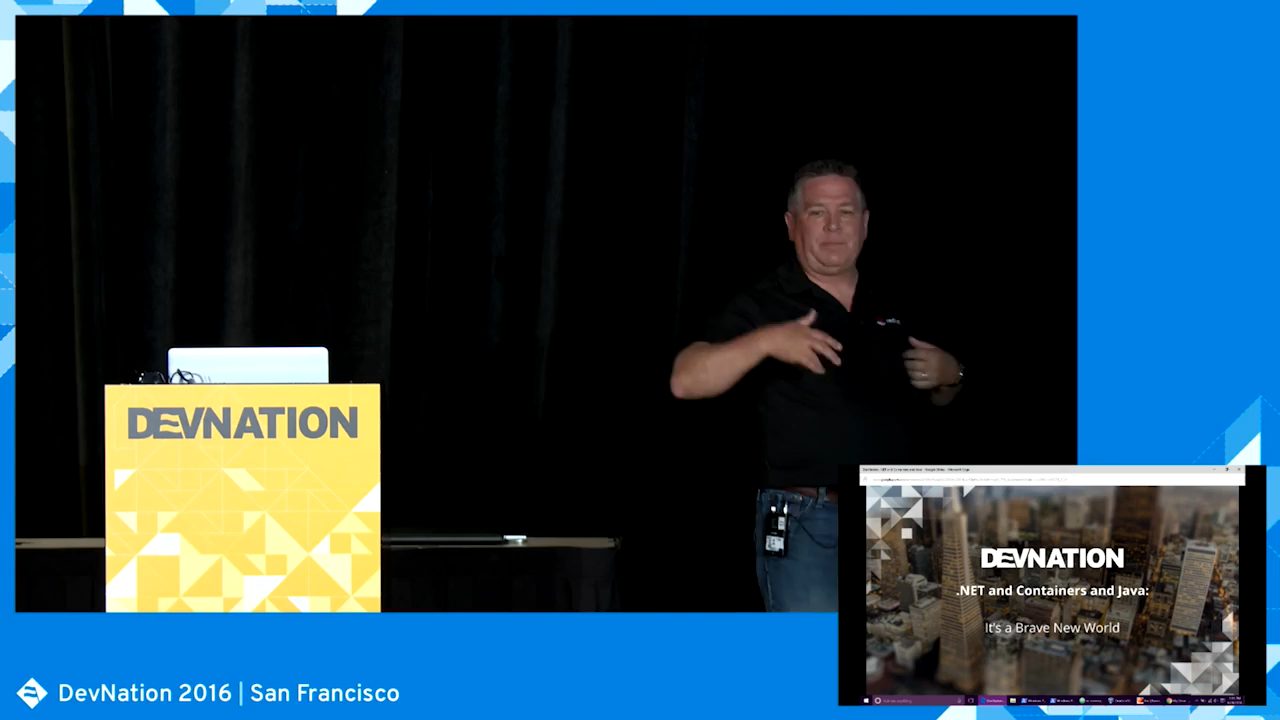 DEVNATION
DEVNATION
.NET and Containers and Java:
It's a Brave New World
DevNation 2016 | San Francisco